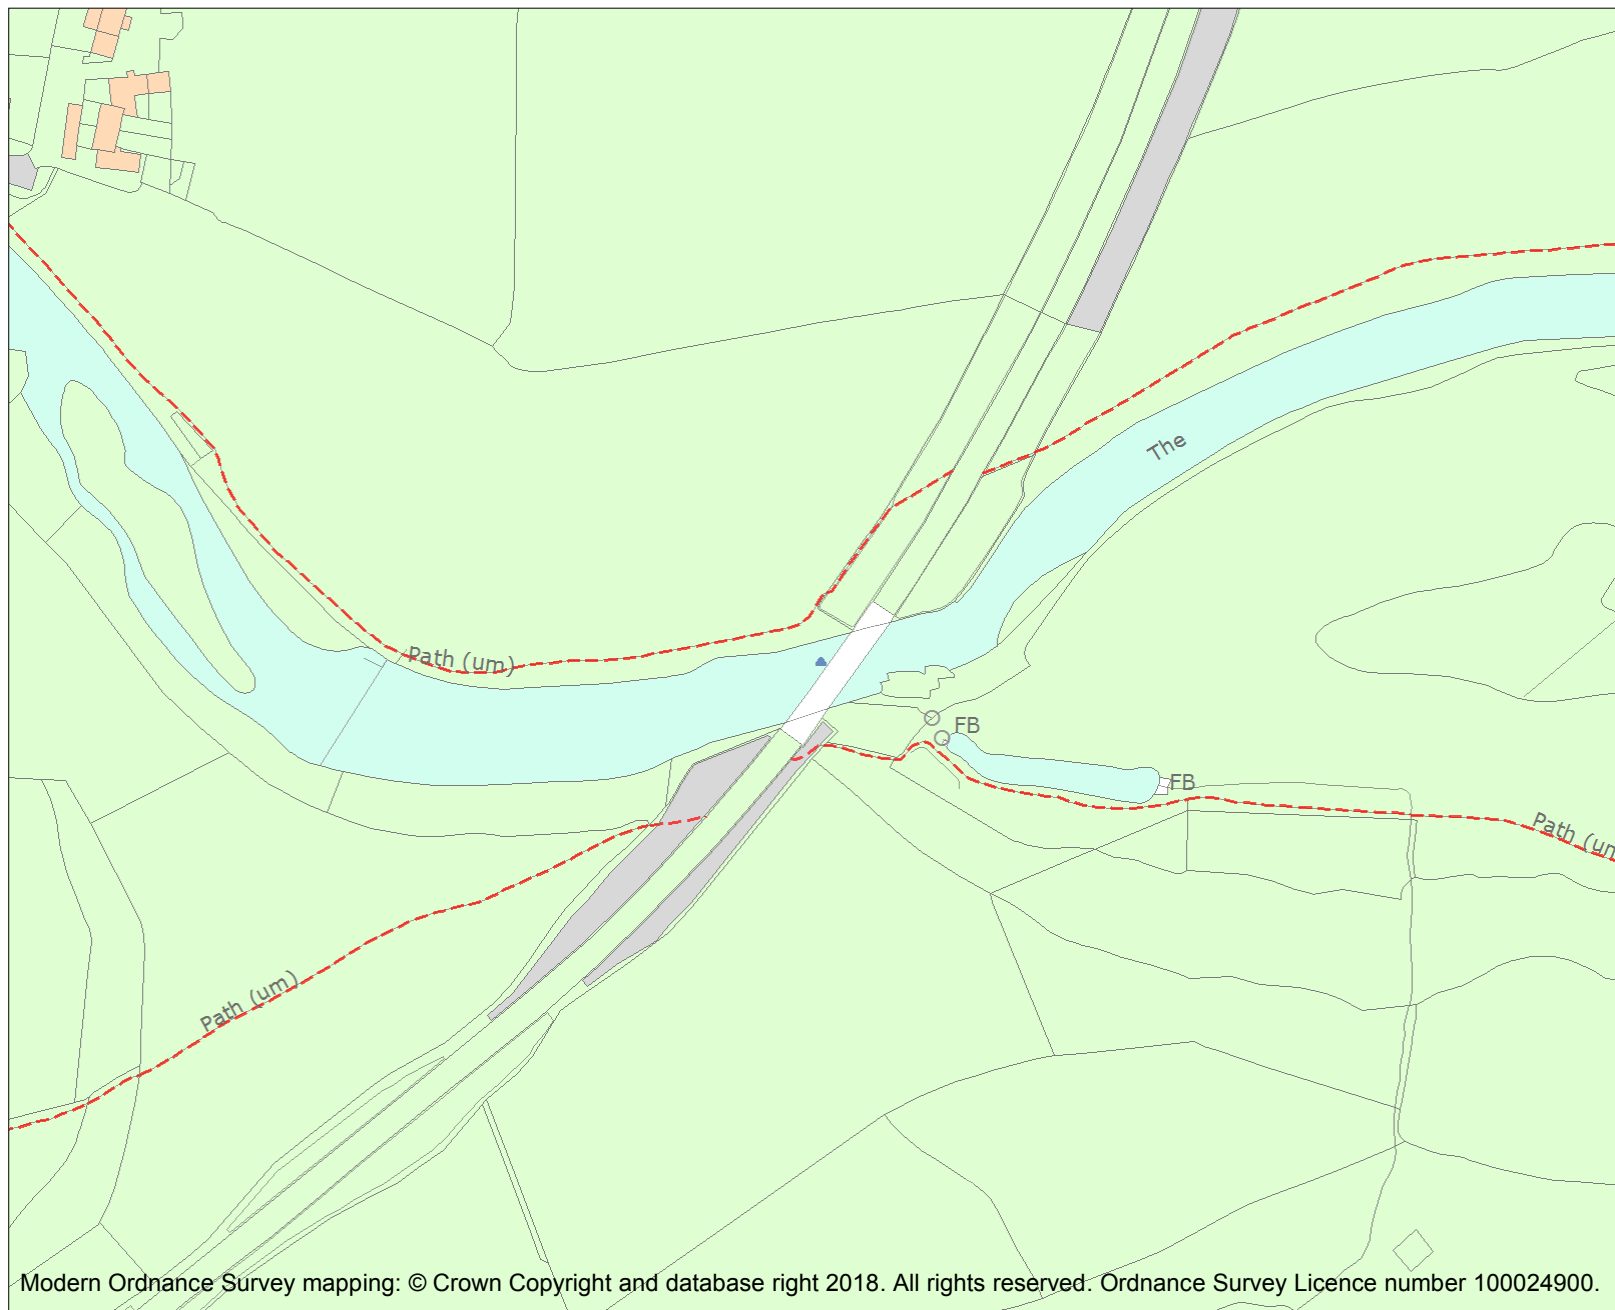 The
Path (um)
FB
FB
Path (um
Path (um)
Modern Ordnance Survey mapping: © Crown Copyright and database right 2018. All rights reserved. Ordnance Survey Licence number 100024900.